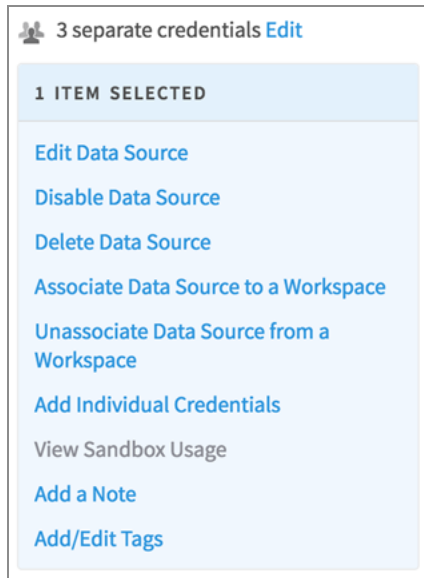 3 separate credentials Edit
1 ITEM SELECTED
Edit Data Source
Disable Data Source
Delete Data Source
Associate Data Source to a Workspace
Unassociate Data Source from a
Workspace
Add Individual Credentials
View Sandbox Usage
Add a Note
Add/Edit Tags